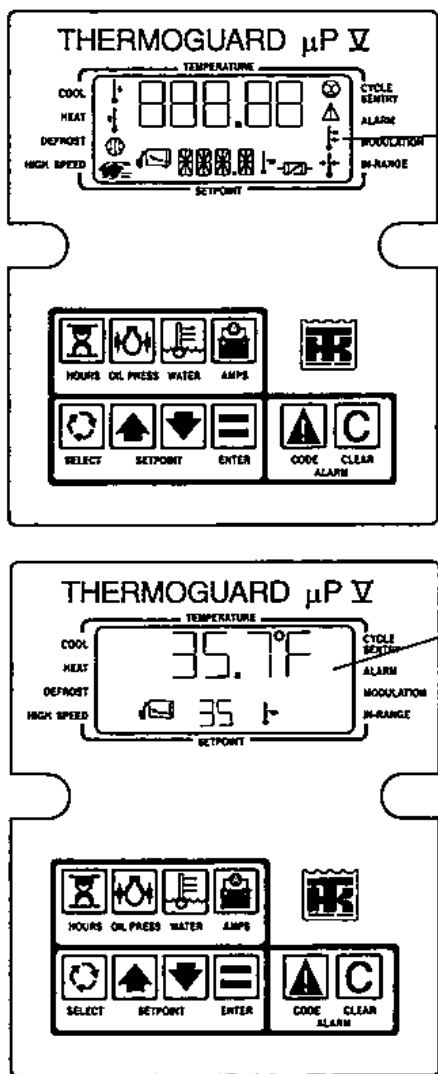 THERMOGUARD µP V
TEMPERATURE
COOL
HEAT
DEFROST
HIGH SPEED
CYCLE
SENTRY
ALARM
MODULATION
IN-RANGE
SETPOINT
HOURS OIL PRESS WATER AMPS
TK
SELECT SETPOINT ENTER
C
CODE CLEAR
ALARM
THERMOGUARD µP V
TEMPERATURE
COOL
HEAT
DEFROST
HIGH SPEED
35.7°F
35
CYCLE
SENTRY
ALARM
MODULATION
IN-RANGE
SETPOINT
HOURS OIL PRESS WATER AMPS
TK
SELECT SETPOINT ENTER
C
CODE CLEAR
ALARM